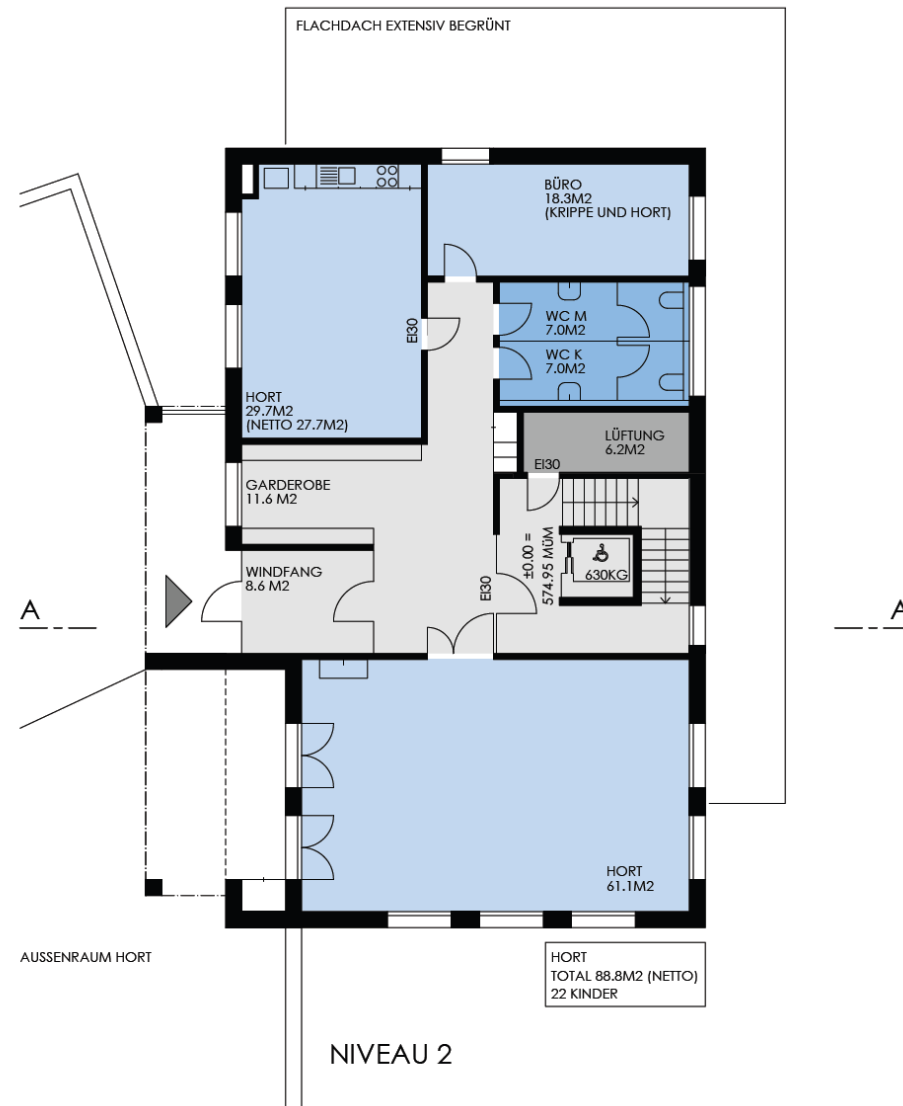 FLACHDACH EXTENSIV BEGRÜNT
BÜRO
18.3M2
(KRIPPE UND HORT)
WC M
7.0M2
EI30
WC K
7.0M2
HORT
29.7M2
(NETTO 27.7M2)
LÜFTUNG
6.2M2
EI30
GARDEROBE
11.6 M2
±0.00 =
574.95 MÜM
WINDFANG
8.6 M2
630KG
EI30
A
A
HORT
61.1M2
AUSSENRAUM HORT
HORT
TOTAL 88.8M2 (NETTO)
22 KINDER
NIVEAU 2